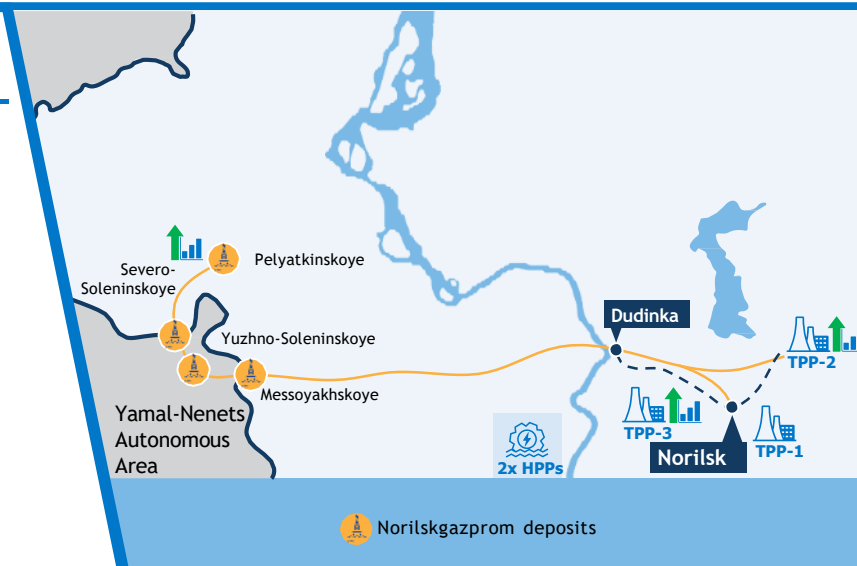 Pelyatkinskoye
Severo-
Soleninskoye
Yuzhno-Soleninskoye
Messoyakhskoye
Yamal-Nenets
Autonomous
Area
Dudinka
TPP-2
TPP-3
TPP-1
Norilsk
2x HPPs
Norilskgazprom deposits